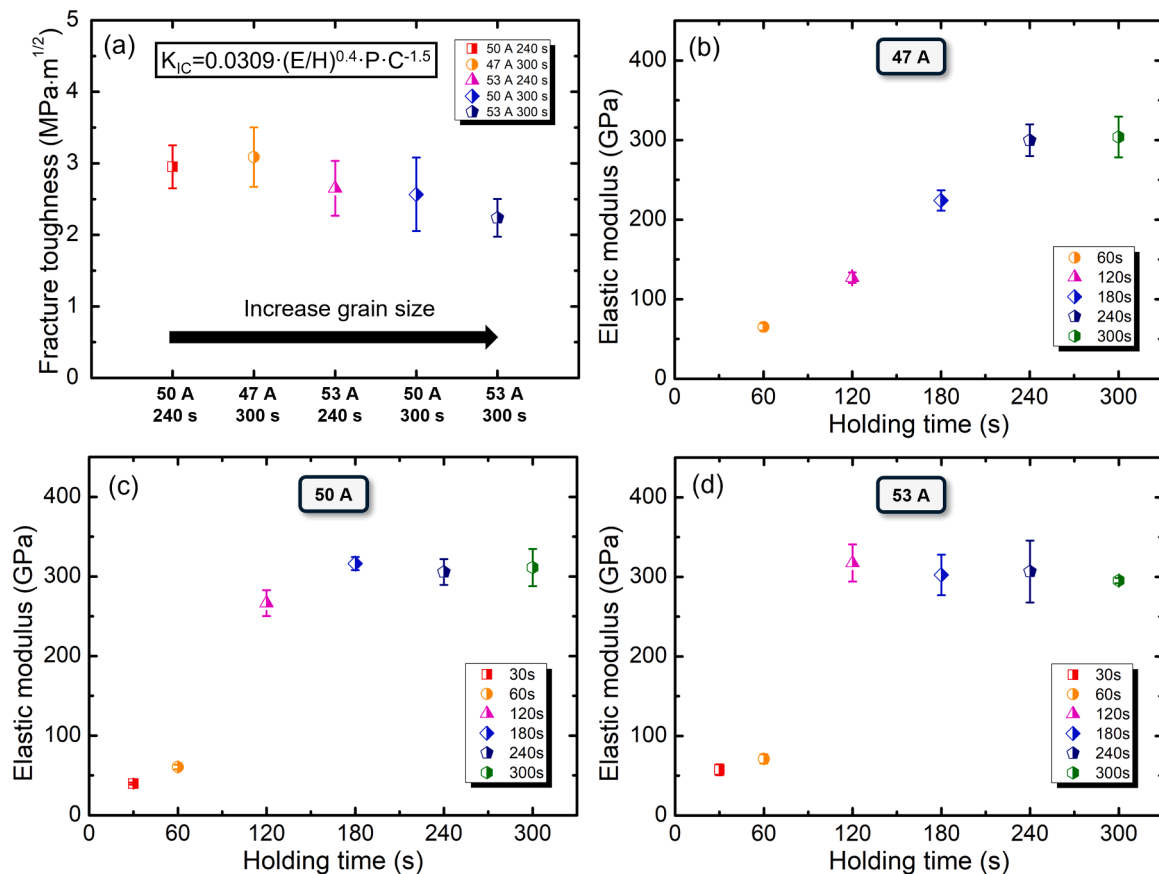 (a)
K_IC=0.0309·(E/H)^0.4·P·C^-1.5
50 A 240 s
47 A 300 s
53 A 240 s
50 A 300 s
53 A 300 s
Fracture toughness (MPa·m^1/2)
5
4
3
2
1
0
Increase grain size
50 A
240 s
47 A
300 s
53 A
240 s
50 A
300 s
53 A
300 s
(b)
47 A
Elastic modulus (GPa)
400
300
200
100
0
60s
120s
180s
240s
300s
0 60 120 180 240 300
Holding time (s)
(c)
50 A
Elastic modulus (GPa)
400
300
200
100
0
30s
60s
120s
180s
240s
300s
0 60 120 180 240 300
Holding time (s)
(d)
53 A
Elastic modulus (GPa)
400
300
200
100
0
30s
60s
120s
180s
240s
300s
0 60 120 180 240 300
Holding time (s)